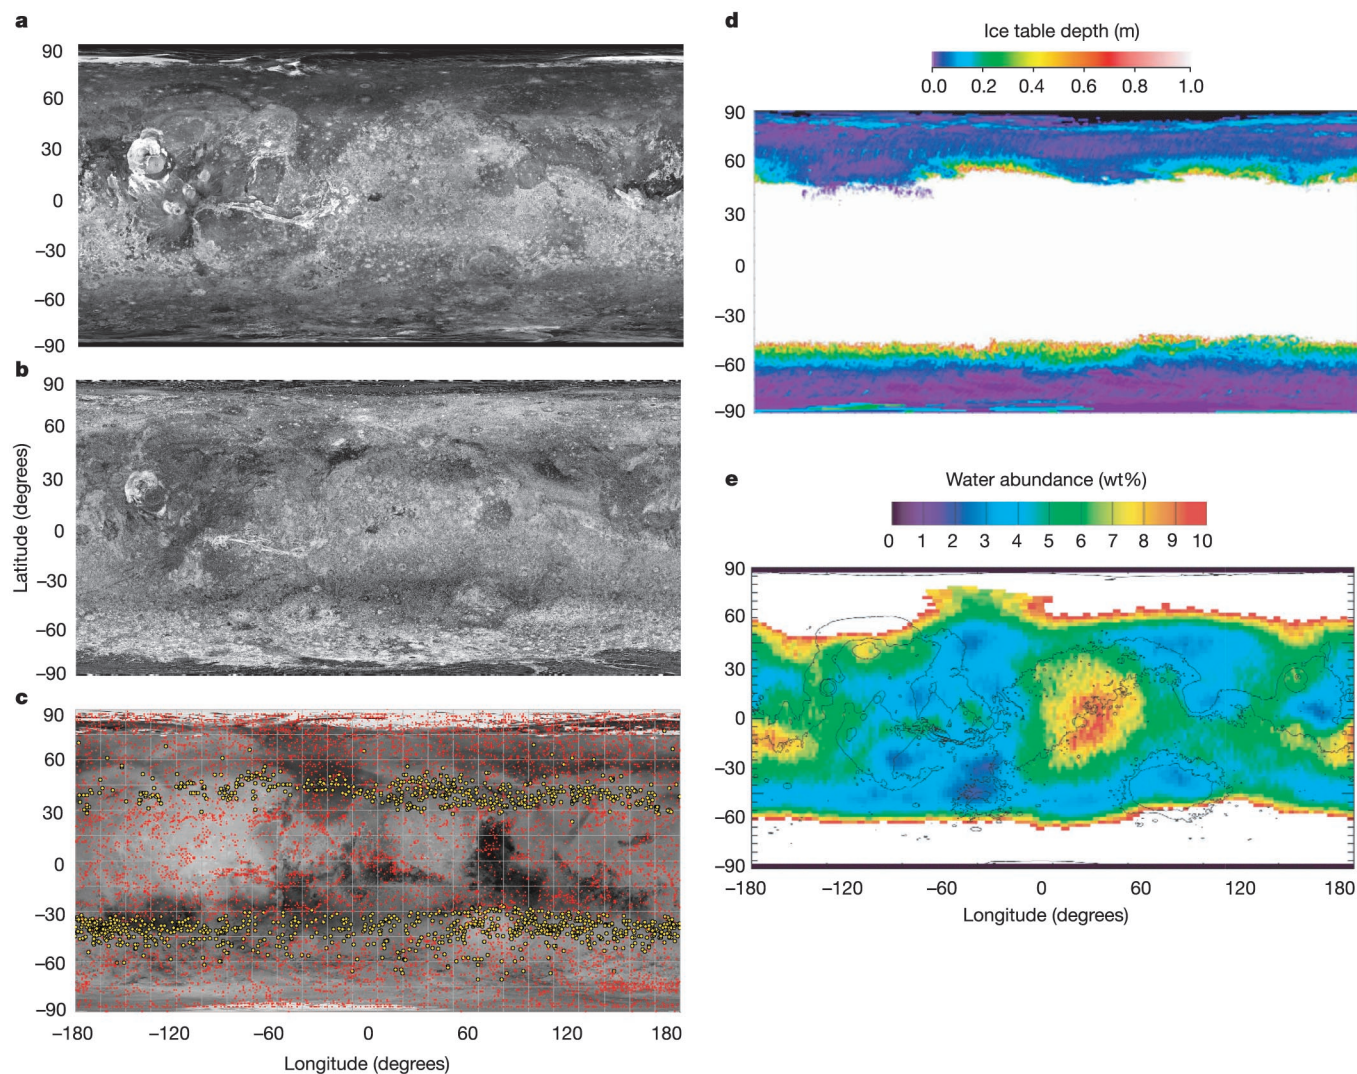 a
90
60
30
0
–30
–60
–90
b
90
60
30
0
–30
–60
–90
Latitude (degrees)
c
90
60
30
0
–30
–60
–90
–180 –120 –60 0 60 120 180
Longitude (degrees)
d
Ice table depth (m)
0.0 0.2 0.4 0.6 0.8 1.0
90
60
30
0
–30
–60
–90
e
Water abundance (wt%)
0 1 2 3 4 5 6 7 8 9 10
90
60
30
0
–30
–60
–90
–180 –120 –60 0 60 120 180
Longitude (degrees)